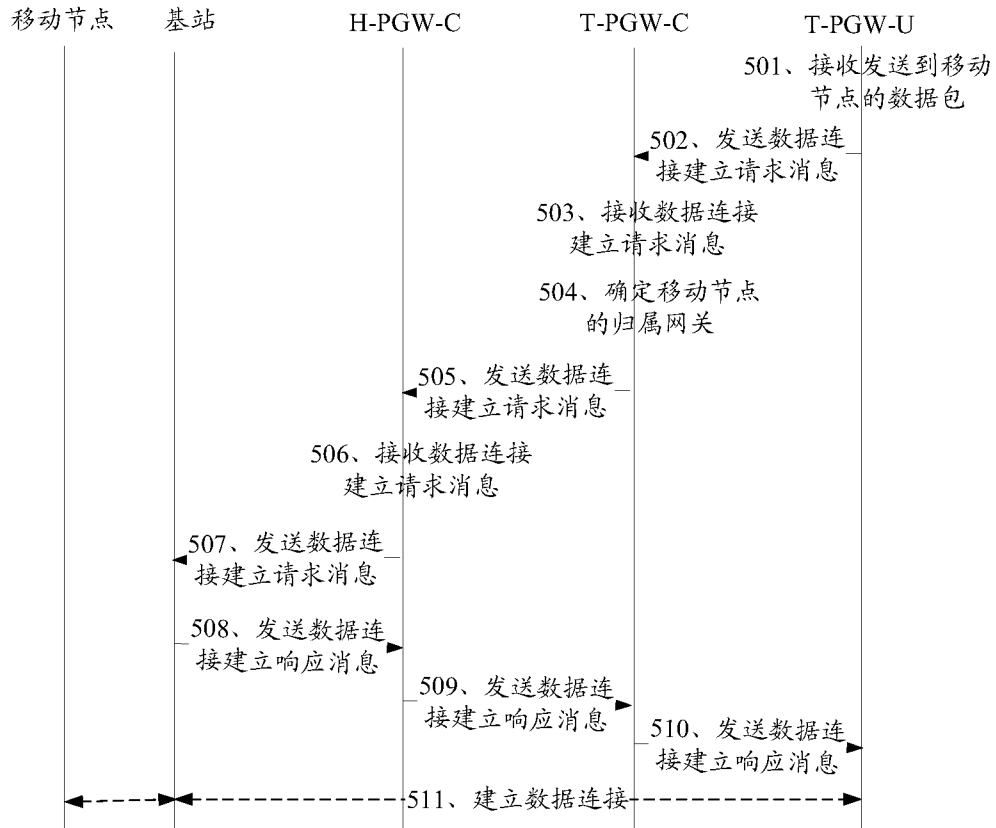 移动节点
基站
H-PGW-C
T-PGW-C
T-PGW-U
501、接收发送到移动
节点的数据包
502、发送数据连
接建立请求消息
503、接收数据连接
建立请求消息
504、确定移动节点
的归属网关
505、发送数据连
接建立请求消息
506、接收数据连接
建立请求消息
507、发送数据连
接建立请求消息
508、发送数据连
接建立响应消息
509、发送数据连
接建立响应消息
510、发送数据连
接建立响应消息
511、建立数据连接